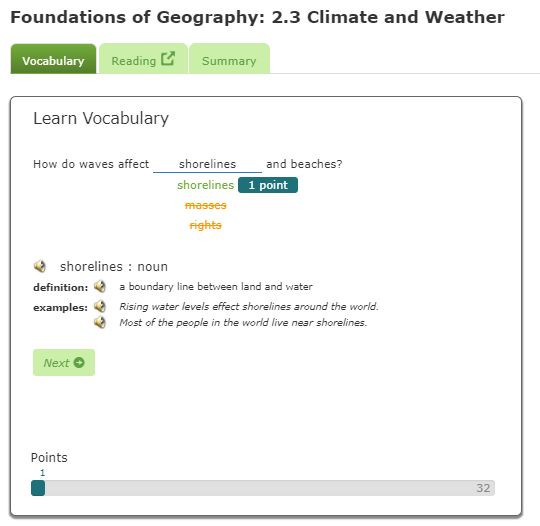 Foundations of Geography: 2.3 Climate and Weather
Vocabulary Reading Summary
Learn Vocabulary
How do waves affect shorelines and beaches?
shorelines 1 point
masses
rights
shorelines : noun
definition: a boundary line between land and water
examples: Rising water levels effect shorelines around the world.
Most of the people in the world live near shorelines.
Next
Points
1
32